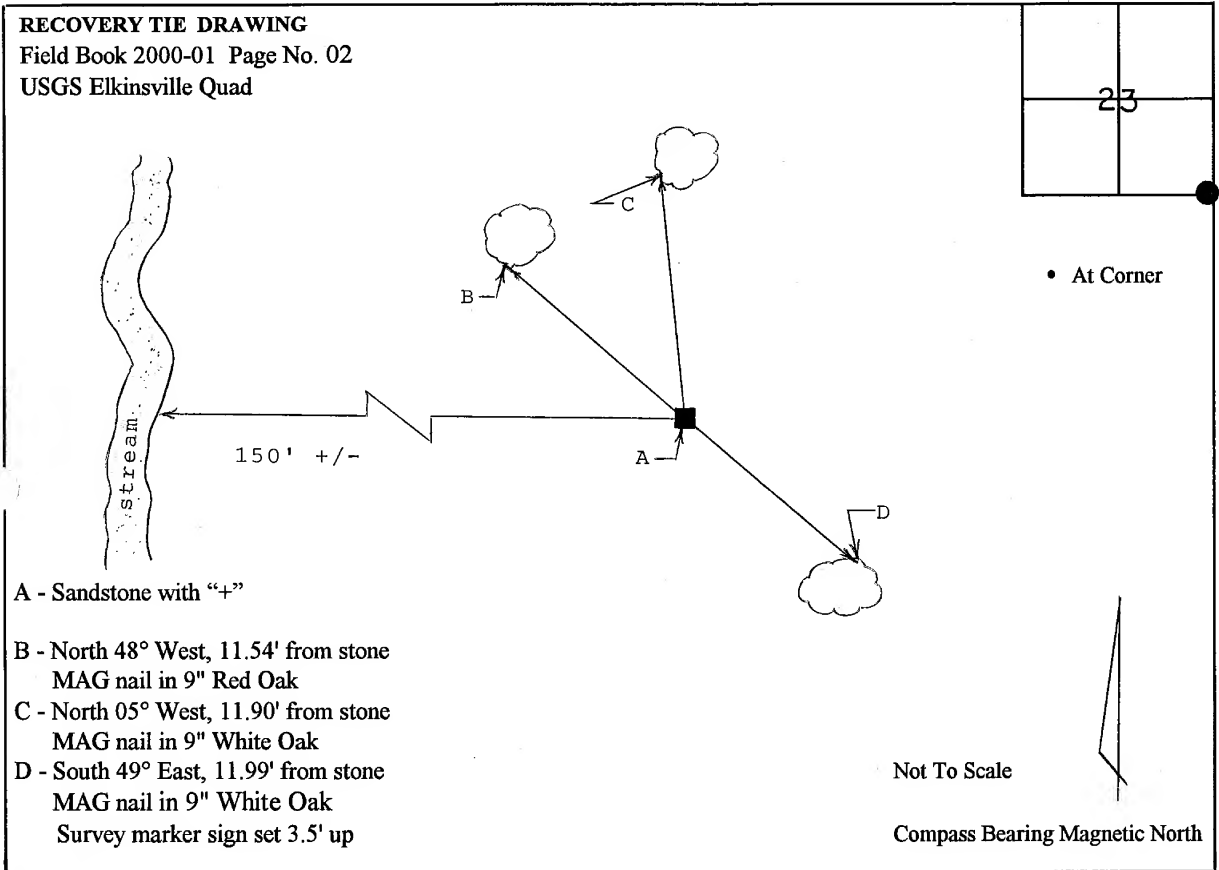 RECOVERY TIE DRAWING
Field Book 2000-01 Page No. 02
USGS Elkinsville Quad
23
• At Corner
C
B
A
D
150' +/-
stream
A - Sandstone with “+”
B - North 48° West, 11.54' from stone
MAG nail in 9" Red Oak
C - North 05° West, 11.90' from stone
MAG nail in 9" White Oak
D - South 49° East, 11.99' from stone
MAG nail in 9" White Oak
Survey marker sign set 3.5' up
Not To Scale
Compass Bearing Magnetic North